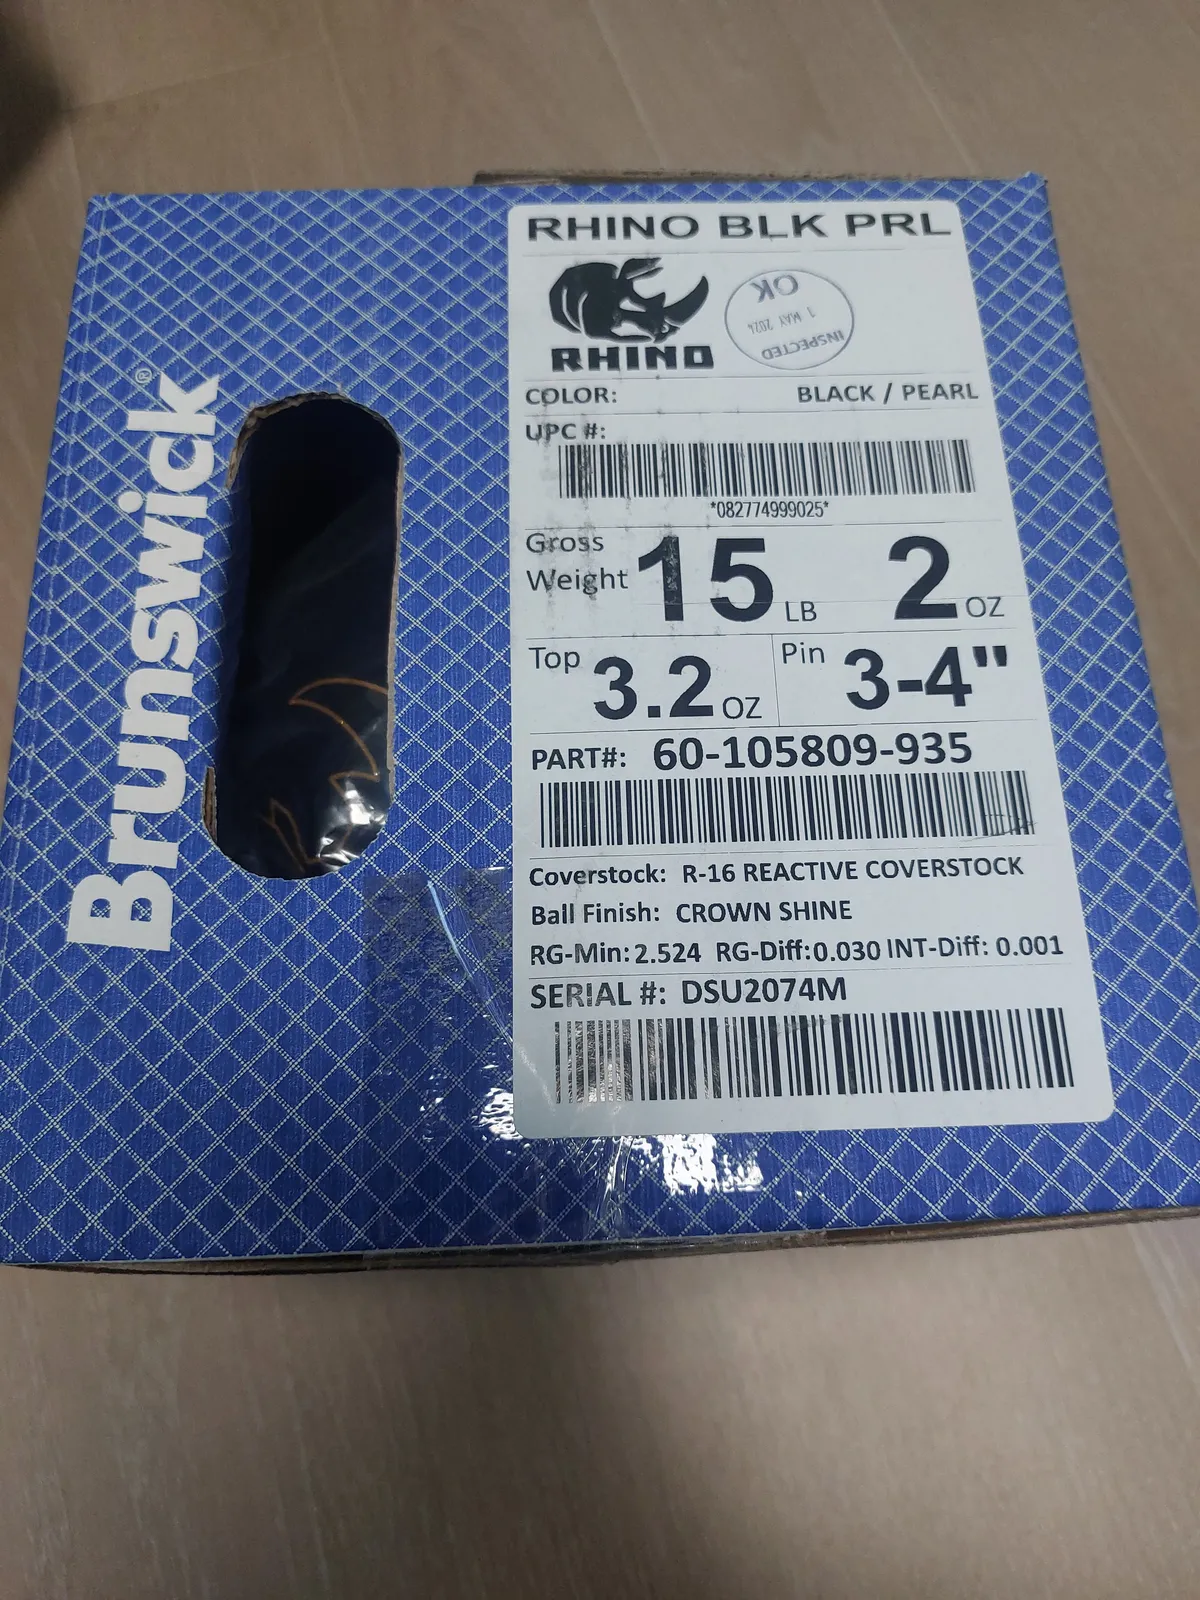 Brunswick®
RHINO BLK PRL
RHINO
OK
1 MAY 2024
INSPECTED
COLOR: BLACK / PEARL
UPC #:
*082774999025*
Gross Weight 15 LB 2 OZ
Top 3.2 OZ Pin 3-4"
PART#: 60-105809-935
Coverstock: R-16 REACTIVE COVERSTOCK
Ball Finish: CROWN SHINE
RG-Min: 2.524 RG-Diff: 0.030 INT-Diff: 0.001
SERIAL #: DSU2074M